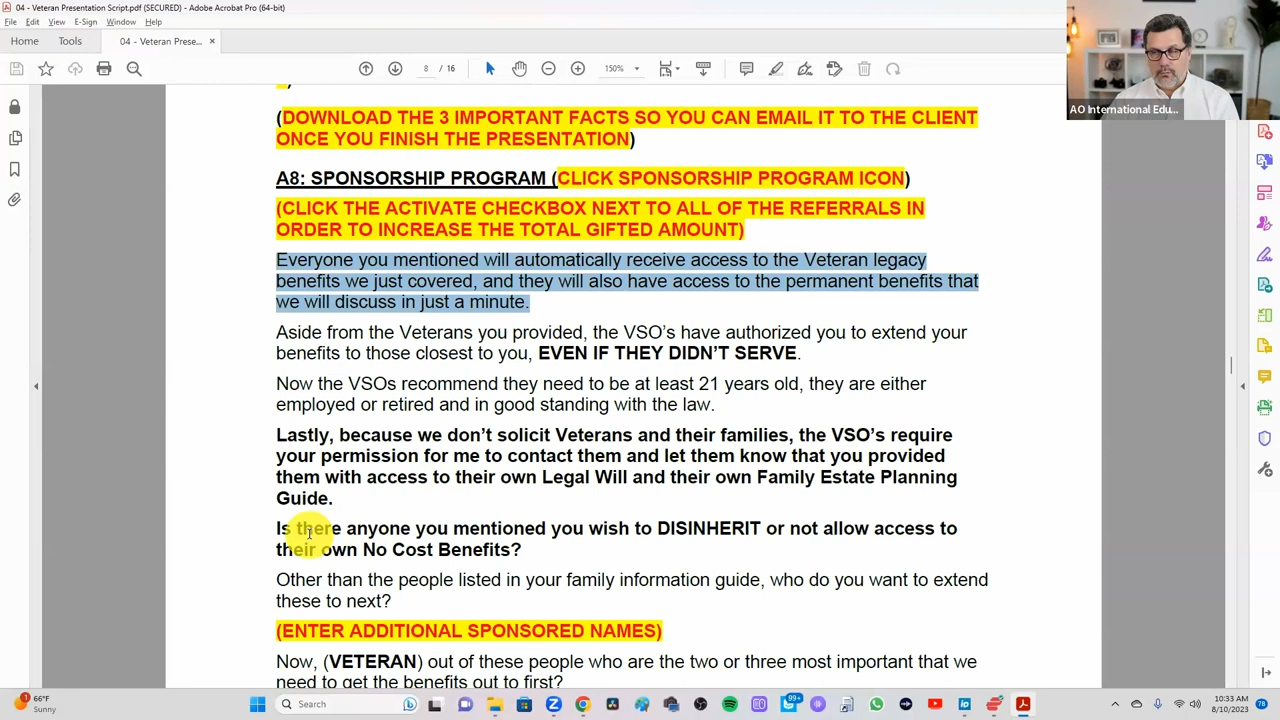 04 - Veteran Presentation Script.pdf (SECURED) - Adobe Acrobat Pro (64-bit)
File Edit View E-Sign Window Help
Home Tools 04 - Veteran Prese... ×
8 / 16 150%
AO International Edu...
(DOWNLOAD THE 3 IMPORTANT FACTS SO YOU CAN EMAIL IT TO THE CLIENT
ONCE YOU FINISH THE PRESENTATION)
A8: SPONSORSHIP PROGRAM (CLICK SPONSORSHIP PROGRAM ICON)
(CLICK THE ACTIVATE CHECKBOX NEXT TO ALL OF THE REFERRALS IN
ORDER TO INCREASE THE TOTAL GIFTED AMOUNT)
Everyone you mentioned will automatically receive access to the Veteran legacy
benefits we just covered, and they will also have access to the permanent benefits that
we will discuss in just a minute.
Aside from the Veterans you provided, the VSO's have authorized you to extend your
benefits to those closest to you, EVEN IF THEY DIDN'T SERVE.
Now the VSOs recommend they need to be at least 21 years old, they are either
employed or retired and in good standing with the law.
Lastly, because we don't solicit Veterans and their families, the VSO's require
your permission for me to contact them and let them know that you provided
them with access to their own Legal Will and their own Family Estate Planning
Guide.
Is there anyone you mentioned you wish to DISINHERIT or not allow access to
their own No Cost Benefits?
Other than the people listed in your family information guide, who do you want to extend
these to next?
(ENTER ADDITIONAL SPONSORED NAMES)
Now, (VETERAN) out of these people who are the two or three most important that we
need to get the benefits out to first?
66°F
Sunny
Search
99+
10:33 AM
8/10/2023
78